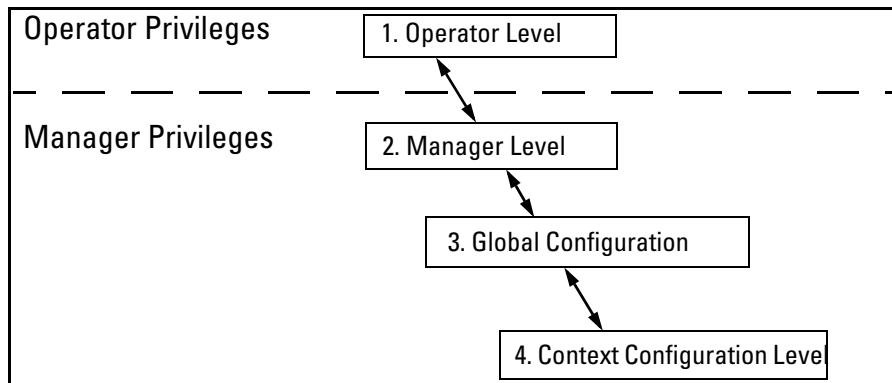 Operator Privileges
1. Operator Level
Manager Privileges
2. Manager Level
3. Global Configuration
4. Context Configuration Level